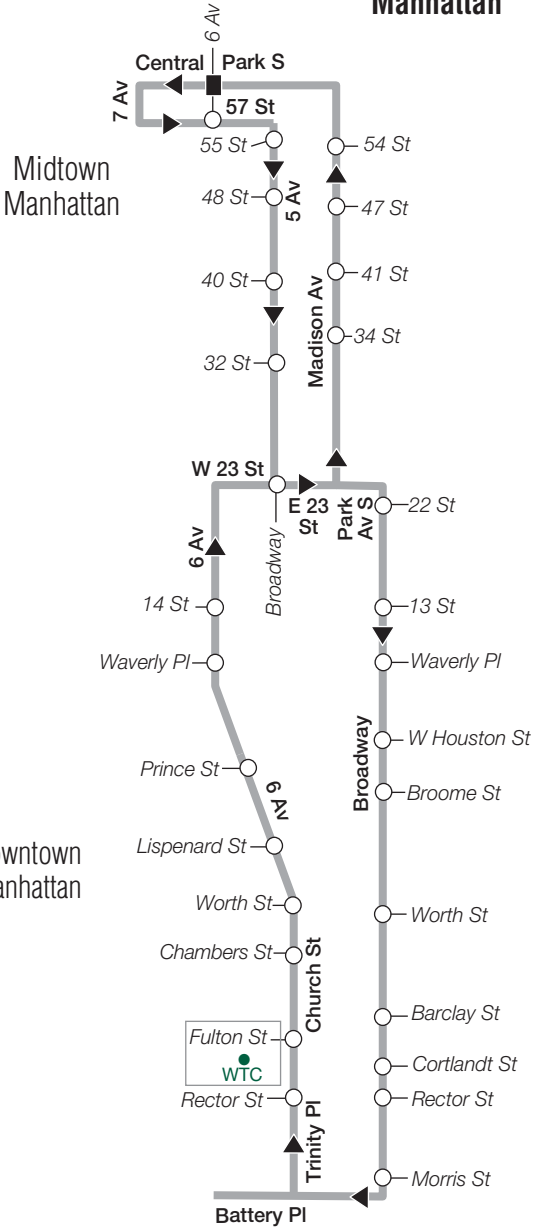 Manhattan
6 Av
Central Park S
7 Av
57 St
55 St
54 St
Midtown
Manhattan
48 St
5 Av
47 St
40 St
41 St
Madison Av
34 St
32 St
W 23 St
E 23
St
Park
Av S
22 St
6 Av
Broadway
14 St
13 St
Waverly Pl
Waverly Pl
W Houston St
Prince St
6 Av
Broadway
Broome St
Lispenard St
Worth St
Worth St
Chambers St
Church St
Barclay St
Fulton St
WTC
Cortlandt St
Rector St
Rector St
Trinity Pl
Morris St
Battery Pl